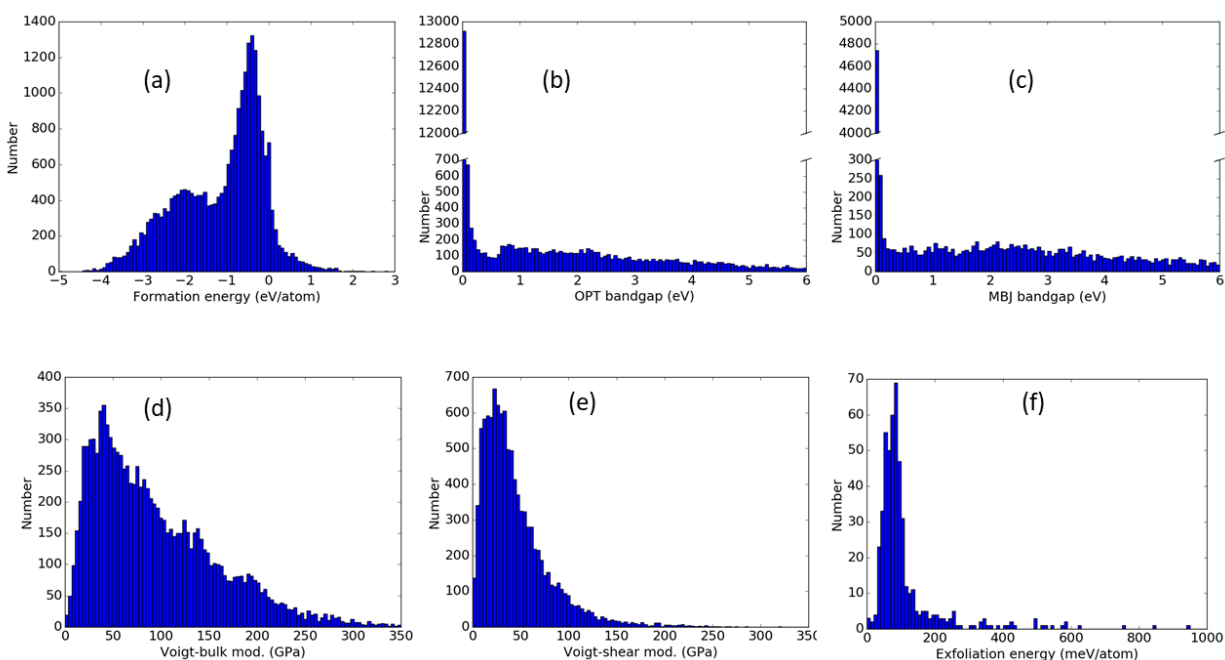 1400
1200
1000
800
600
400
200
0
Number
(a)
−5 −4 −3 −2 −1 0 1 2 3
Formation energy (eV/atom)
13000
12800
12600
12400
12200
12000
700
600
500
400
300
200
100
0
Number
(b)
0 1 2 3 4 5 6
OPT bandgap (eV)
5000
4800
4600
4400
4200
4000
300
250
200
150
100
50
0
Number
(c)
0 1 2 3 4 5 6
MBJ bandgap (eV)
400
350
300
250
200
150
100
50
0
Number
(d)
0 50 100 150 200 250 300 350
Voigt-bulk mod. (GPa)
700
600
500
400
300
200
100
0
Number
(e)
0 50 100 150 200 250 300 350
Voigt-shear mod. (GPa)
70
60
50
40
30
20
10
0
Number
(f)
0 200 400 600 800 1000
Exfoliation energy (meV/atom)